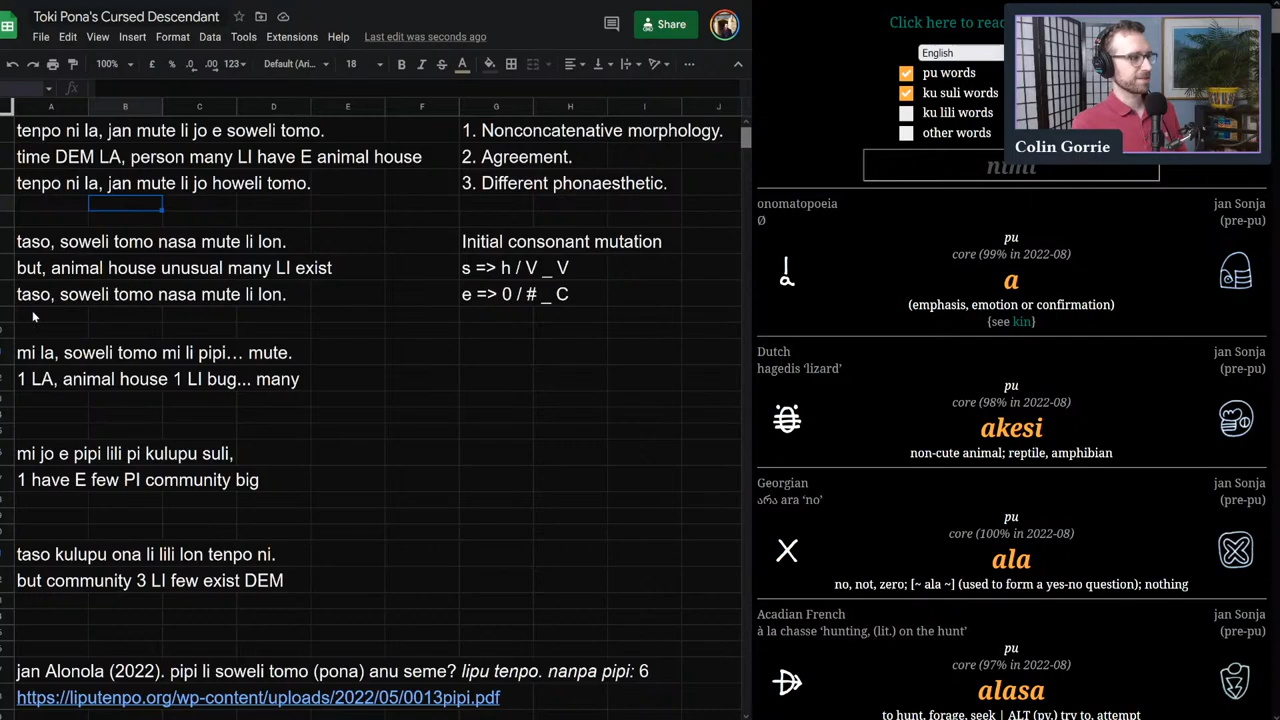 Toki Pona's Cursed Descendant
File Edit View Insert Format Data Tools Extensions Help Last edit was seconds ago
Share
100% $ % .0 .00 123 Default (Ari... 18 B I S A
A B C D E F G H I J
tenpo ni la, jan mute li jo e soweli tomo. 1. Nonconcatenative morphology.
time DEM LA, person many LI have E animal house 2. Agreement.
tenpo ni la, jan mute li jo howeli tomo. 3. Different phonaesthetic.
taso, soweli tomo nasa mute li lon. Initial consonant mutation
but, animal house unusual many LI exist s => h / V _ V
taso, soweli tomo nasa mute li lon. e => 0 / # _ C
mi la, soweli tomo mi li pipi… mute.
1 LA, animal house 1 LI bug... many
mi jo e pipi lili pi kulupu suli,
1 have E few PI community big
taso kulupu ona li lili lon tenpo ni.
but community 3 LI few exist DEM
jan Alonola (2022). pipi li soweli tomo (pona) anu seme? lipu tenpo. nanpa pipi: 6
https://liputenpo.org/wp-content/uploads/2022/05/0013pipi.pdf
Click here to rea
English
pu words
ku suli words
ku lili words
other words
nimi
Colin Gorrie
onomatopoeia jan Sonja
Ø (pre-pu)
pu
core (99% in 2022-08)
a
(emphasis, emotion or confirmation)
{see kin}
Dutch jan Sonja
hagedis ‘lizard’ (pre-pu)
pu
core (98% in 2022-08)
akesi
non-cute animal; reptile, amphibian
Georgian jan Sonja
არა ara ‘no’ (pre-pu)
pu
core (100% in 2022-08)
ala
no, not, zero; [~ ala ~] (used to form a yes-no question); nothing
Acadian French jan Sonja
à la chasse ‘hunting, (lit.) on the hunt’ (pre-pu)
pu
core (97% in 2022-08)
alasa
to hunt, forage, seek | ALT (pv.) try to, attempt